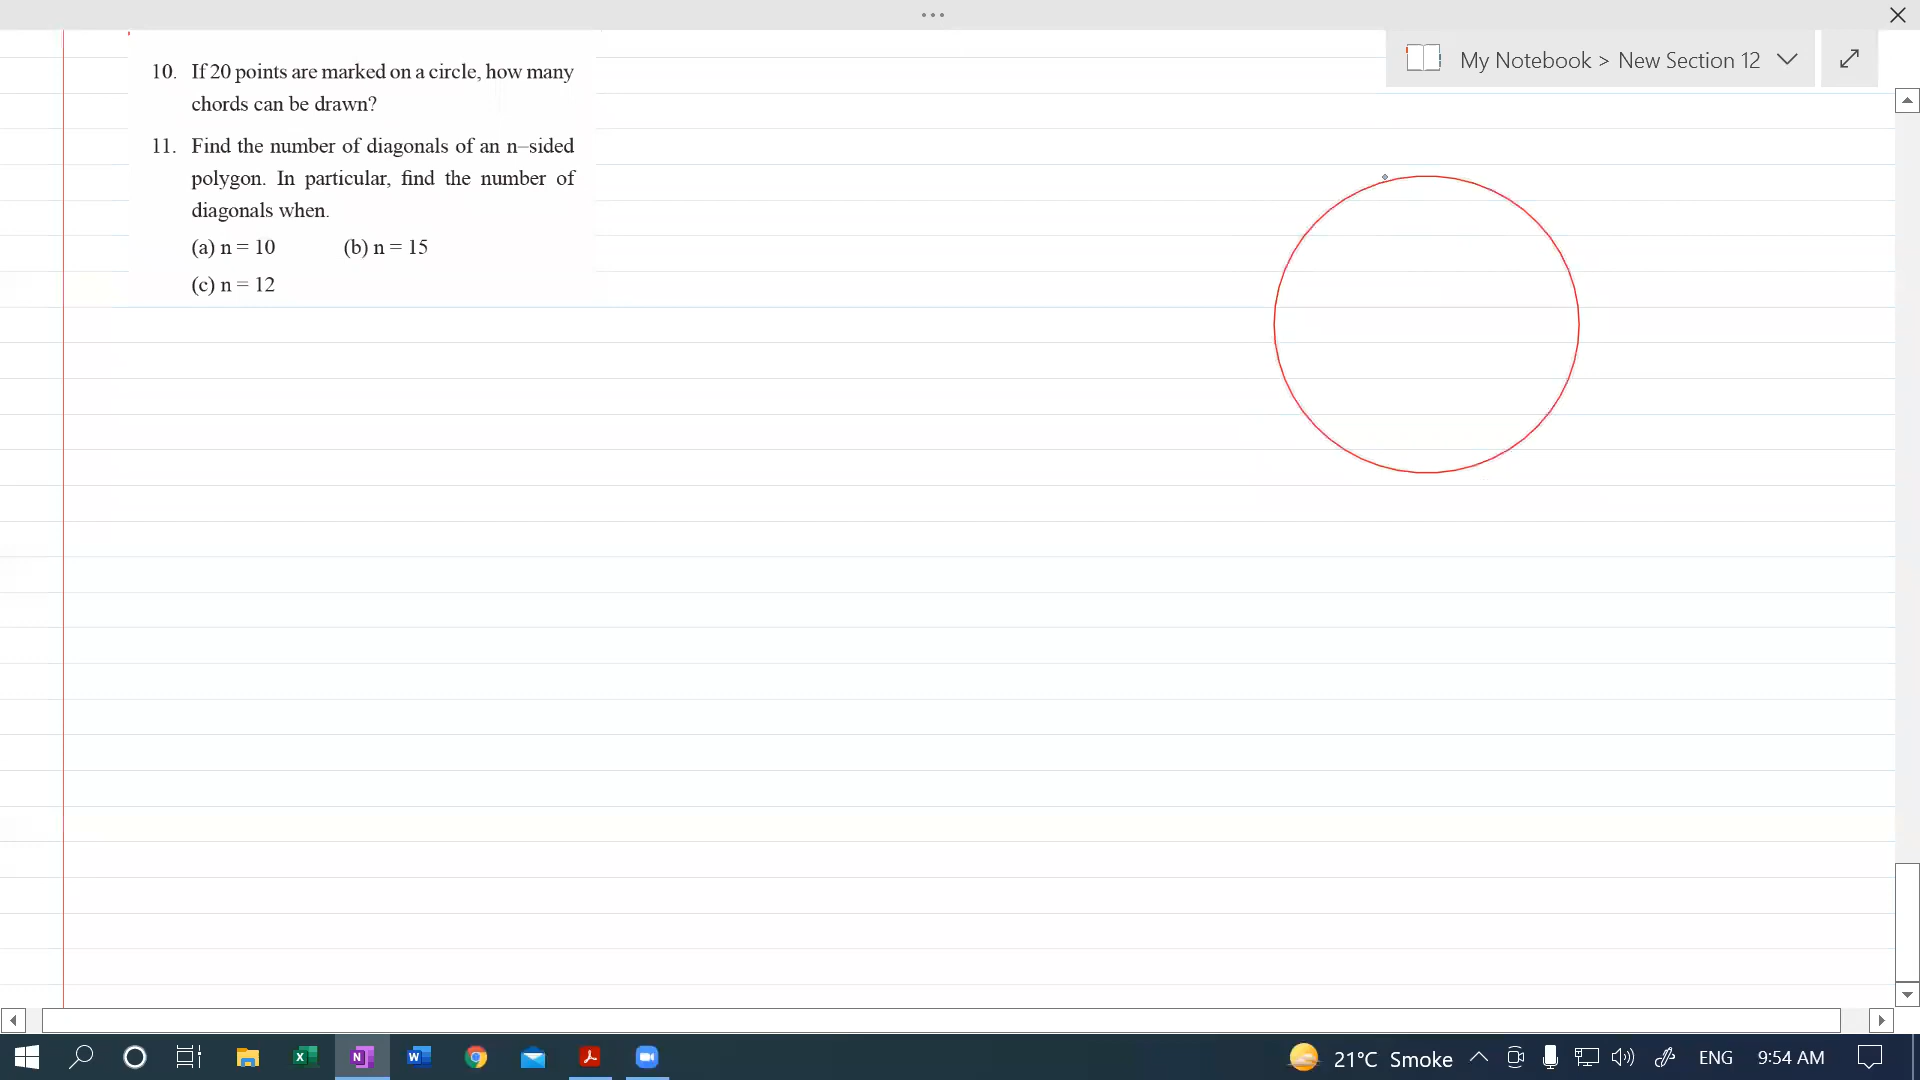 My Notebook > New Section 12
10. If 20 points are marked on a circle, how many
chords can be drawn?
11. Find the number of diagonals of an n–sided
polygon. In particular, find the number of
diagonals when.
(a) n = 10 (b) n = 15
(c) n = 12
21°C Smoke ENG 9:54 AM